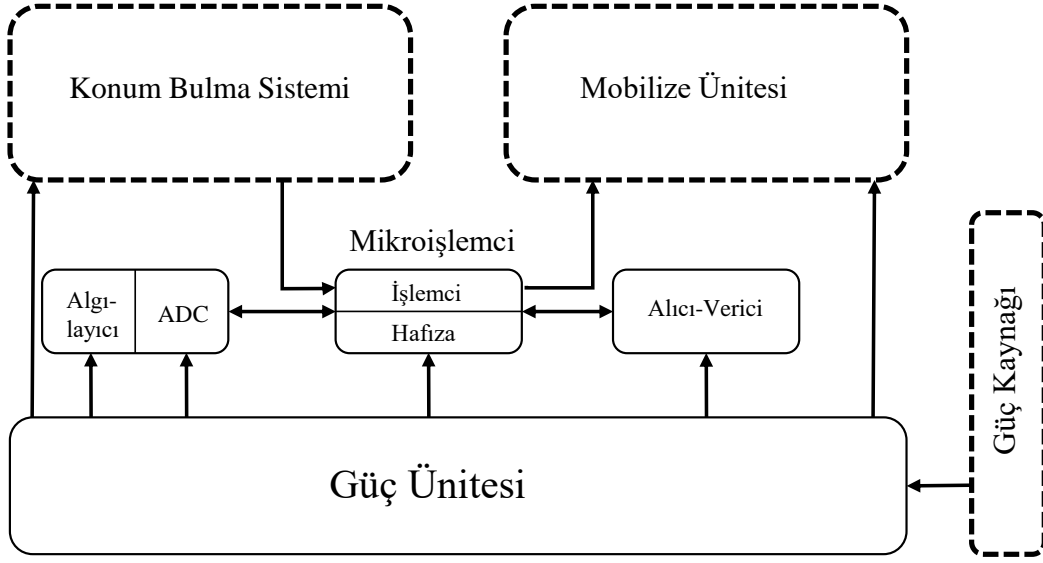 Konum Bulma Sistemi
Mobilize Ünitesi
Mikroişlemci
Algı-
layıcı
ADC
İşlemci
Hafıza
Alıcı-Verici
Güç Kaynağı
Güç Ünitesi